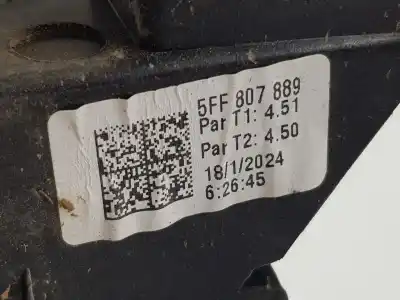 5FF 807 889
Par T1: 4.51
Par T2: 4.50
18/1/2024
6:26:45